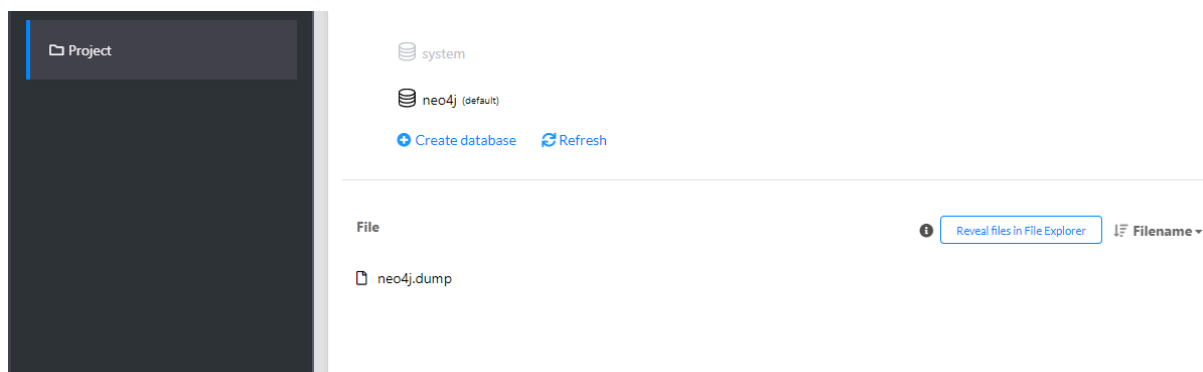 Project
system
neo4j (default)
Create database Refresh
File Reveal files in File Explorer Filename
neo4j.dump